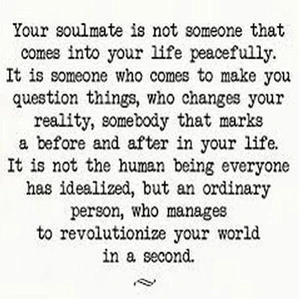 Your soulmate is not someone that
comes into your life peacefully.
It is someone who comes to make you
question things, who changes your
reality, somebody that marks
a before and after in your life.
It is not the human being everyone
has idealized, but an ordinary
person, who manages
to revolutionize your world
in a second.